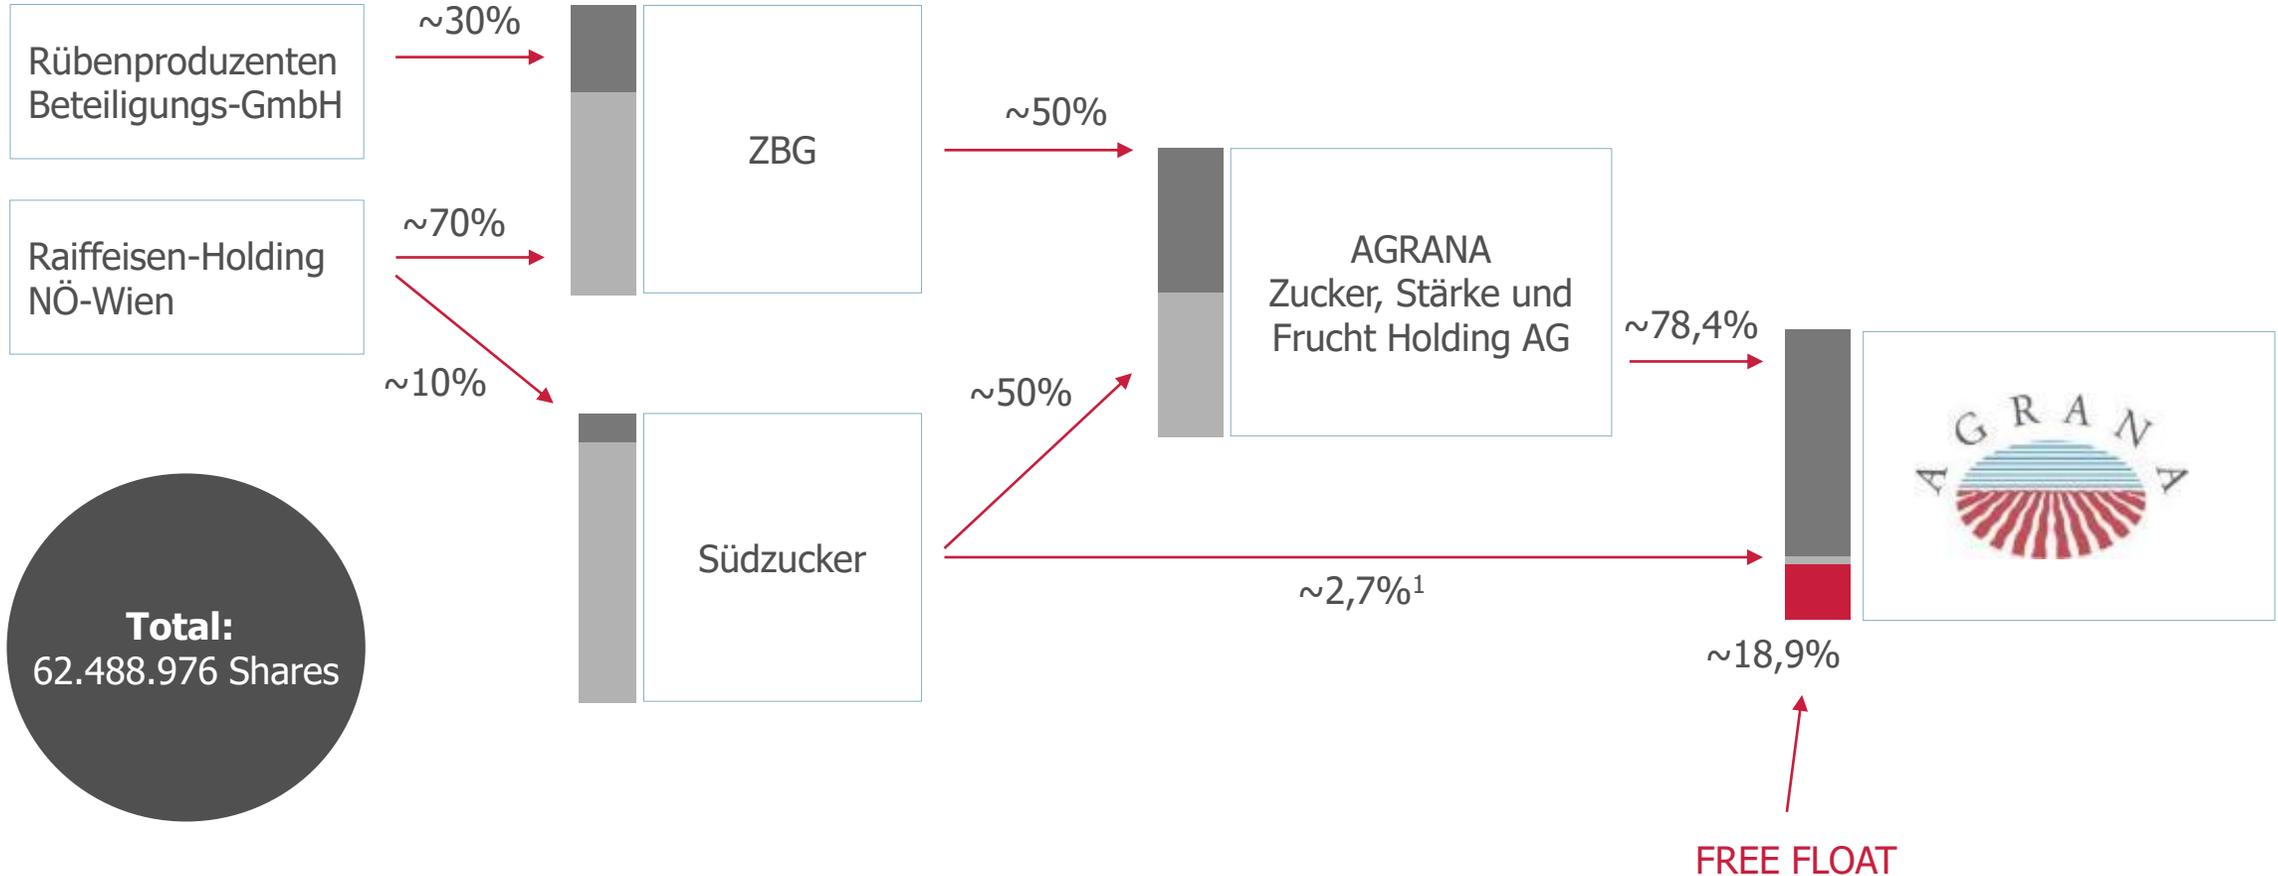 ~30%
Rübenproduzenten
Beteiligungs-GmbH
ZBG
~50%
~70%
Raiffeisen-Holding
NÖ-Wien
~10%
AGRANA
Zucker, Stärke und
Frucht Holding AG
~78,4%
~50%
AGRANA
Südzucker
~2,7%¹
Total:
62.488.976 Shares
~18,9%
FREE FLOAT